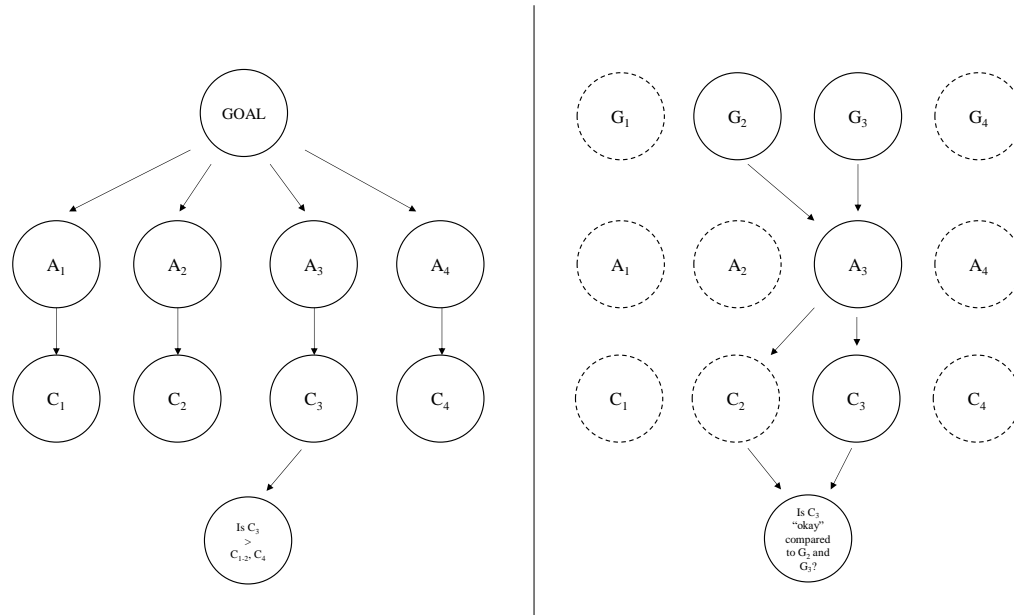 GOAL
A₁
A₂
A₃
A₄
C₁
C₂
C₃
C₄
Is C₃
>
C₁₋₂, C₄
G₁
G₂
G₃
G₄
A₁
A₂
A₃
A₄
C₁
C₂
C₃
C₄
Is C₃
“okay”
compared
to G₂ and
G₃?